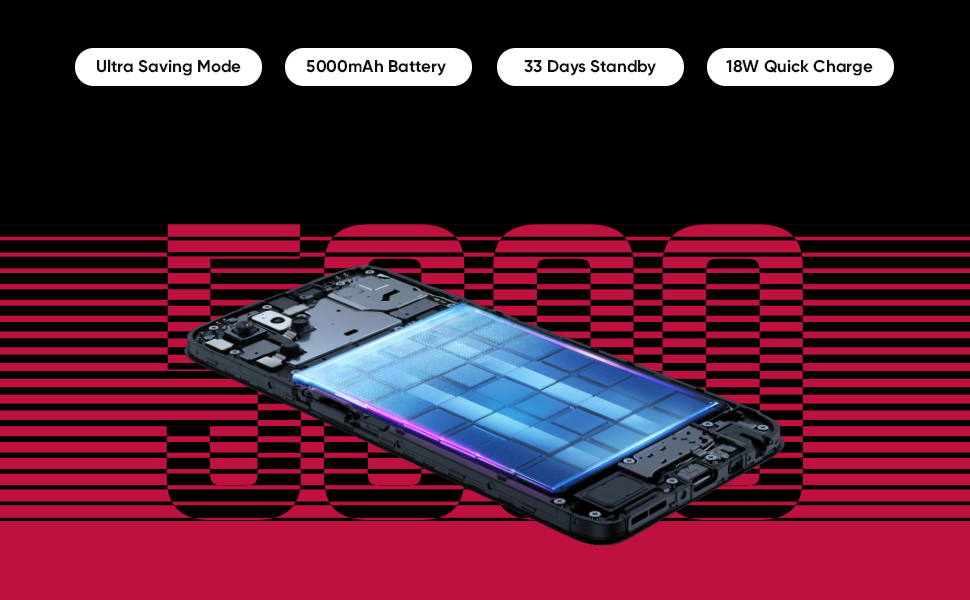 Ultra Saving Mode
5000mAh Battery
33 Days Standby
18W Quick Charge
5000